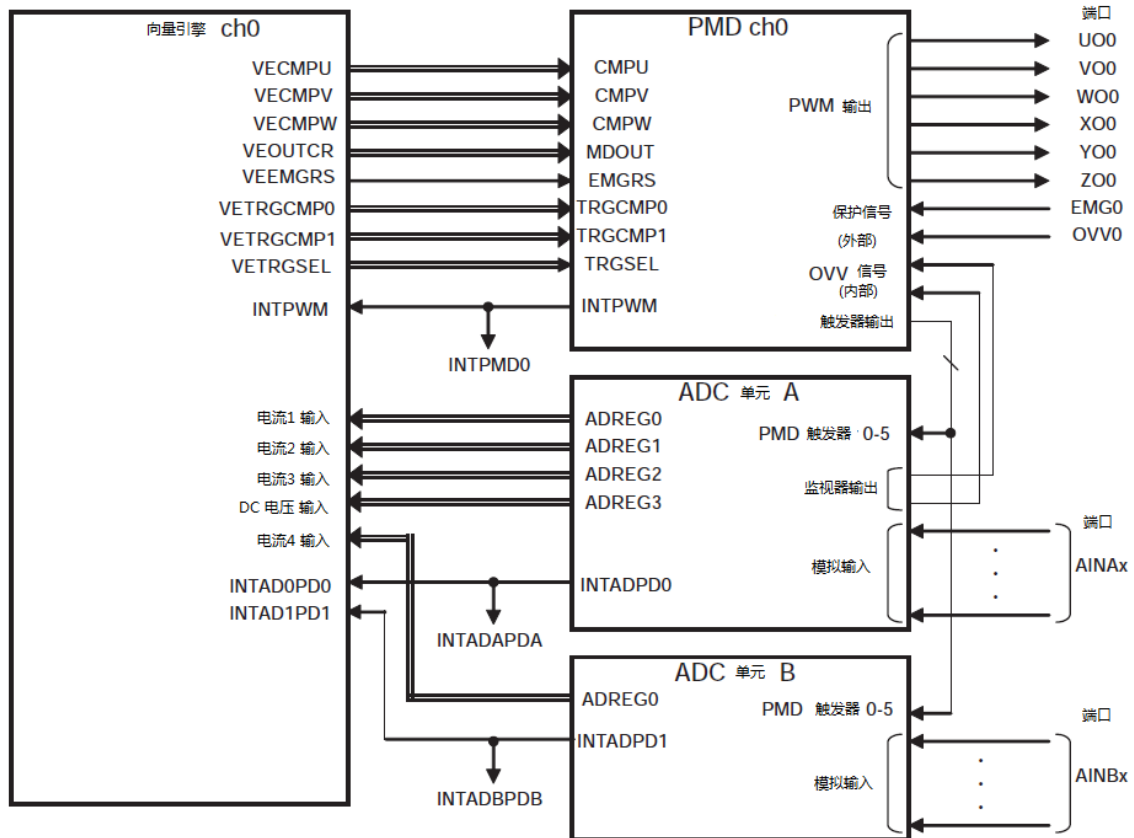 向量引擎 ch0
VECMPU
VECMPV
VECMPW
VEOUTCR
VEEMGRS
VETRGCMP0
VETRGCMP1
VETRGSEL
INTPWM
电流1 输入
电流2 输入
电流3 输入
DC 电压 输入
电流4 输入
INTAD0PD0
INTAD1PD1
INTPMD0
INTADAPDA
INTADBPDB
PMD ch0
CMPU
CMPV
CMPW
MDOUT
EMGRS
TRGCMP0
TRGCMP1
TRGSEL
INTPWM
PWM 输出
保护信号
(外部)
OVV 信号
(内部)
触发器输出
端口
UO0
VO0
WO0
XO0
YO0
ZO0
EMG0
OVV0
ADC 单元 A
ADREG0
ADREG1
ADREG2
ADREG3
INTADPD0
PMD 触发器 0-5
监视器输出
模拟输入
端口
AINAx
ADC 单元 B
ADREG0
INTADPD1
PMD 触发器 0-5
模拟输入
端口
AINBx